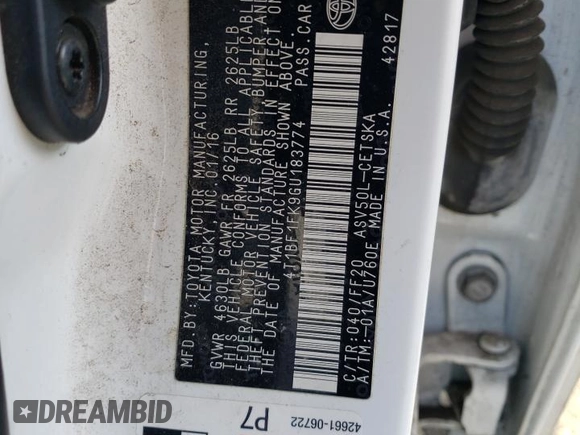 MFD.BY:TOYOTA MOTOR MANUFACTURING,
KENTUCKY, INC. 01/16
GVWR 4630LB GAWR FR 2625LB RR 2625LB
THIS VEHICLE CONFORMS TO ALL APPLICABLE
FEDERAL MOTOR VEHICLE SAFETY BUMPER AND
THEFT PREVENTION STANDARDS IN EFFECT ON
THE DATE OF MANUFACTURE SHOWN ABOVE.
4T1BF1FK9GU183774 PASS.CAR
C/TR:040/FF20 ASV50L-CETSKA
A/TM:-01A/U760E MADE IN U.S.A. 42817
42661-06722
P7
DREAMBID